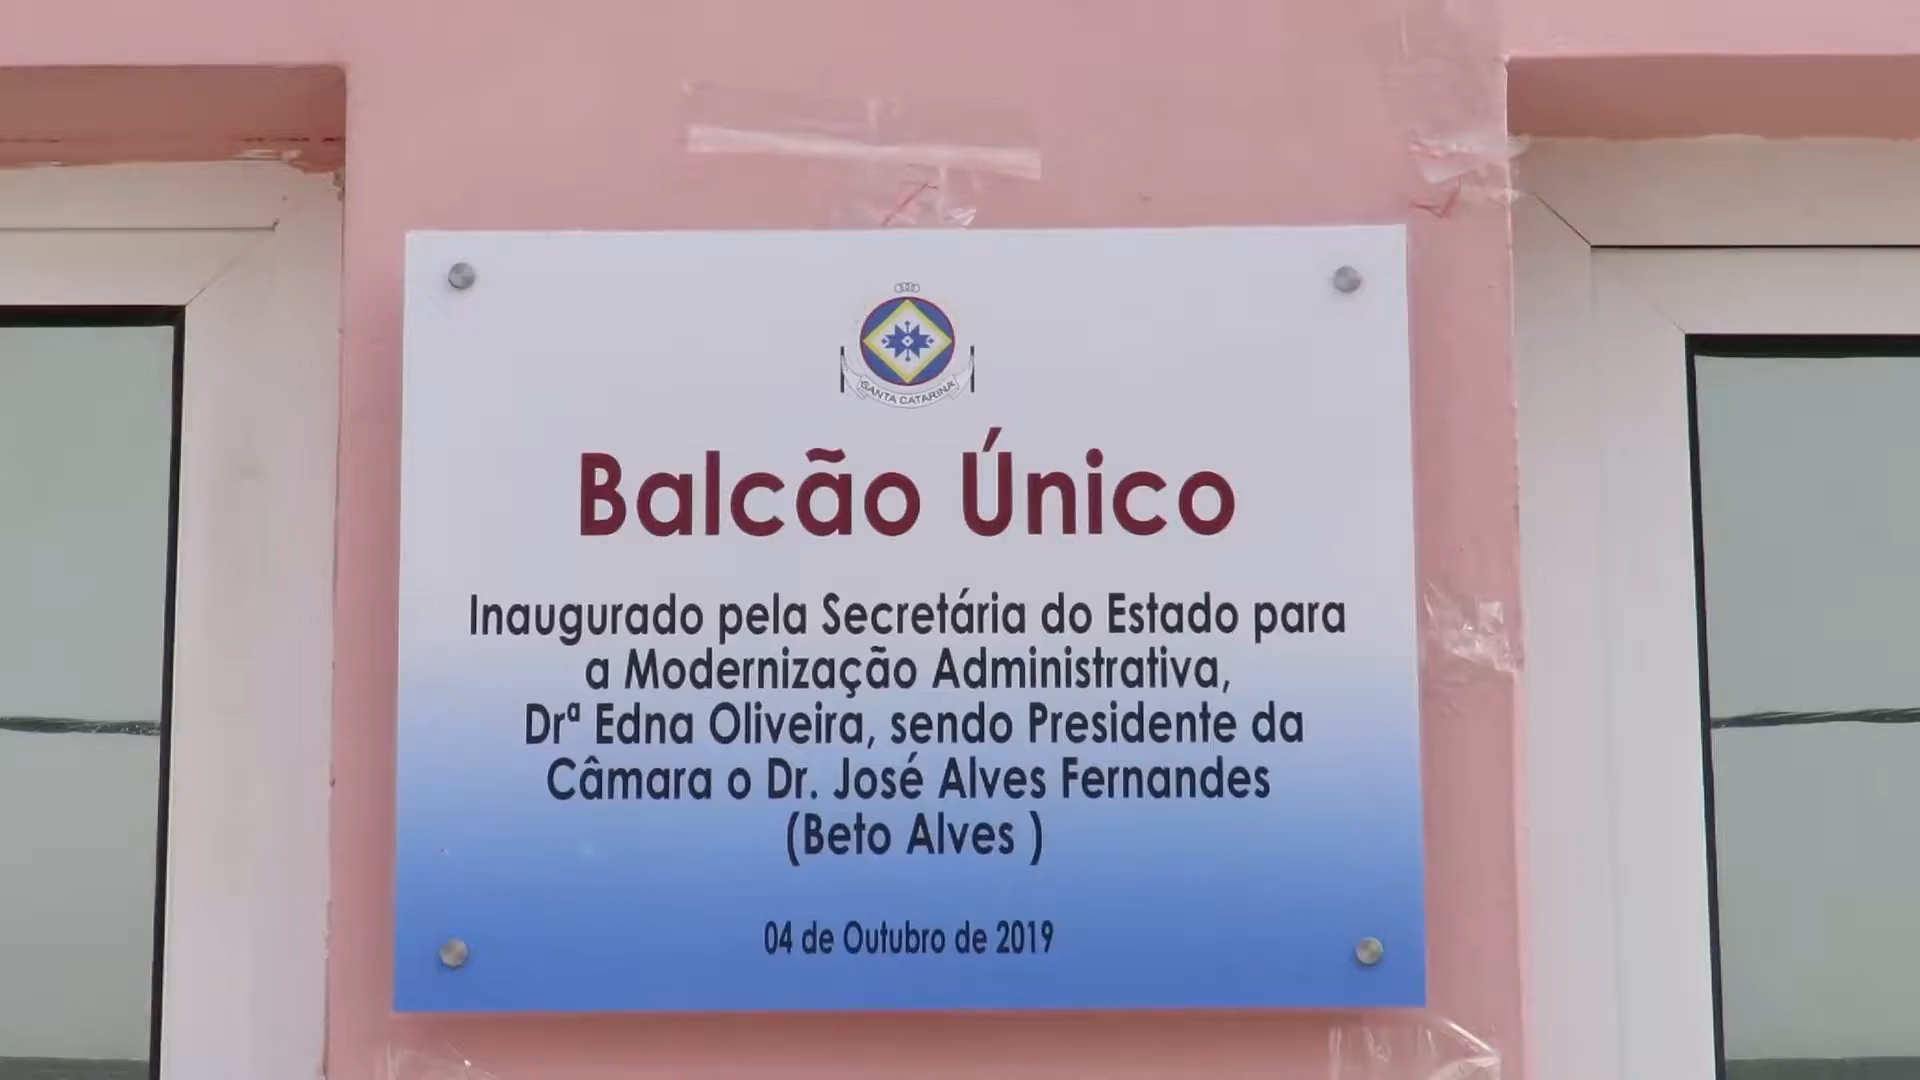 SANTA CATARINA
Balcão Único
Inaugurado pela Secretária do Estado para
a Modernização Administrativa,
Drª Edna Oliveira, sendo Presidente da
Câmara o Dr. José Alves Fernandes
(Beto Alves )
04 de Outubro de 2019